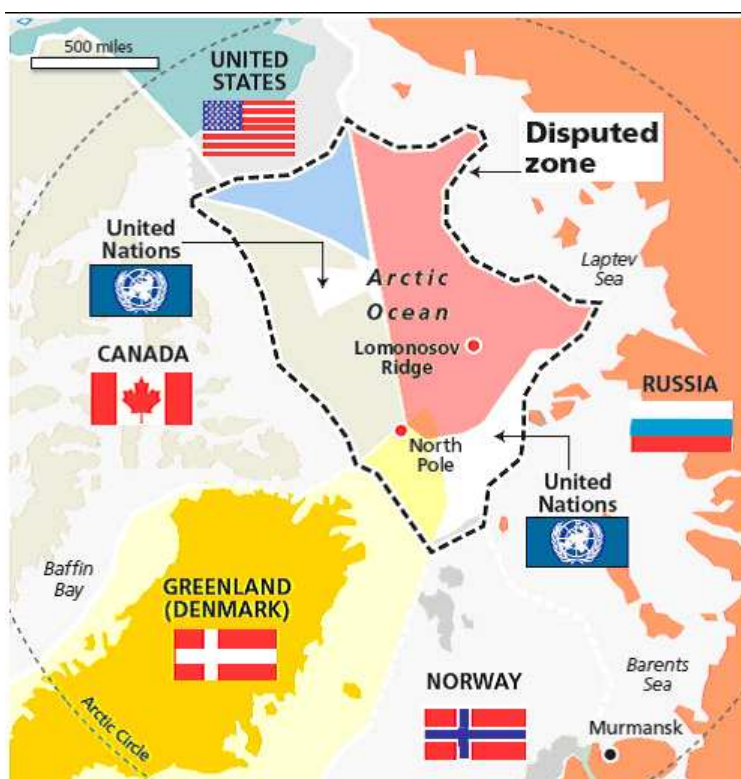 500 miles
UNITED
STATES
Disputed
zone
United
Nations
Laptev
Sea
Arctic
Ocean
CANADA
Lomonosov
Ridge
RUSSIA
North
Pole
United
Nations
Baffin
Bay
GREENLAND
(DENMARK)
NORWAY
Barents
Sea
Arctic Circle
Murmansk